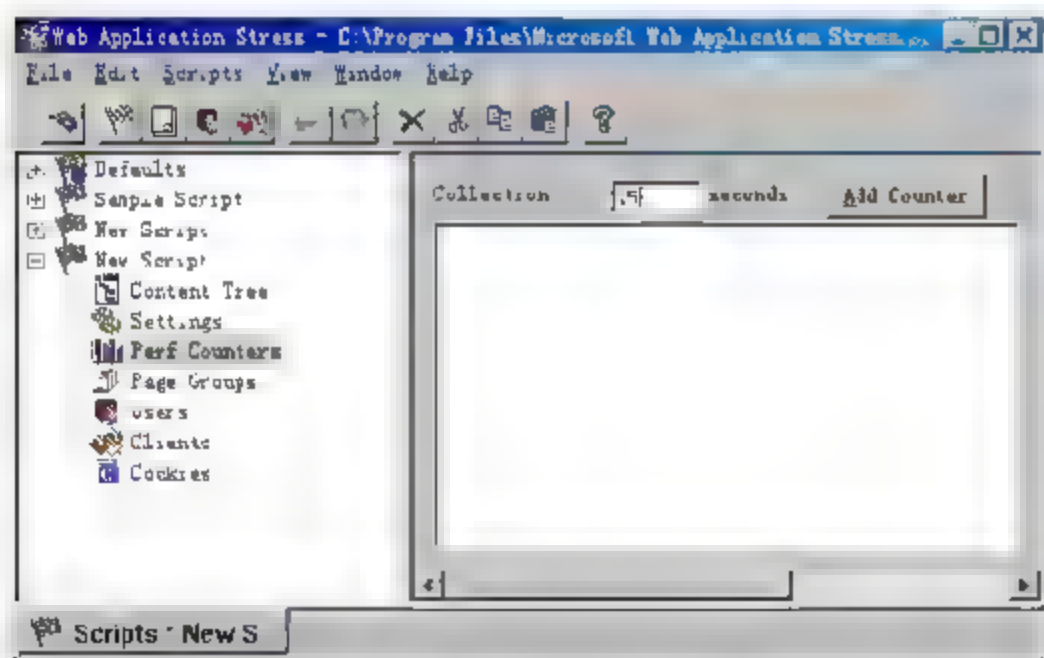 Web Application Stress - C:\Program Files\Microsoft Web Application Stress...
File Edit Scripts View Window Help
Defaults
Sample Script
New Script
New Script
Content Tree
Settings
Perf Counters
Page Groups
Users
Clients
Cookies
Collection seconds Add Counter
Scripts - New S